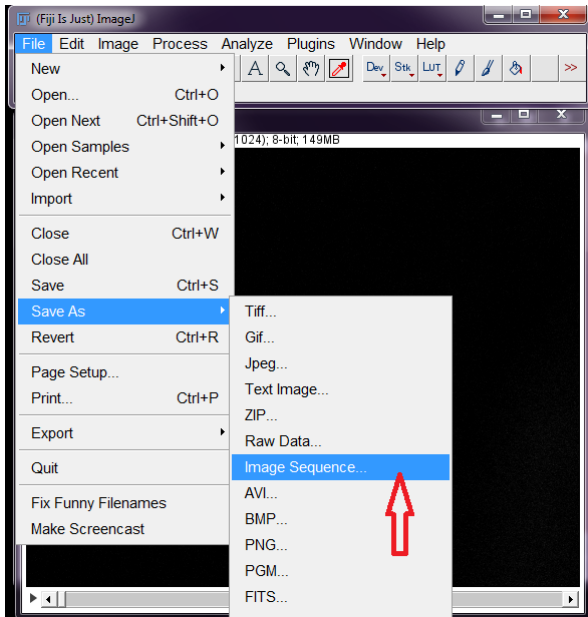 (Fiji Is Just) ImageJ
File Edit Image Process Analyze Plugins Window Help
A Dev Stk LUT >>
1024); 8-bit; 149MB
New
Open... Ctrl+O
Open Next Ctrl+Shift+O
Open Samples
Open Recent
Import
Close Ctrl+W
Close All
Save Ctrl+S
Save As
Revert Ctrl+R
Page Setup...
Print... Ctrl+P
Export
Quit
Fix Funny Filenames
Make Screencast
Tiff...
Gif...
Jpeg...
Text Image...
ZIP...
Raw Data...
Image Sequence...
AVI...
BMP...
PNG...
PGM...
FITS...